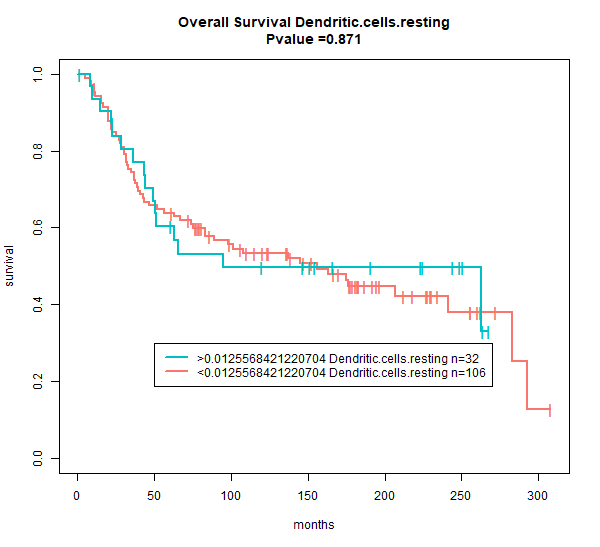 Overall Survival Dendritic.cells.resting
Pvalue =0.871
1.0
0.8
0.6
0.4
0.2
0.0
survival
>0.0125568421220704 Dendritic.cells.resting n=32
<0.0125568421220704 Dendritic.cells.resting n=106
0 50 100 150 200 250 300
months